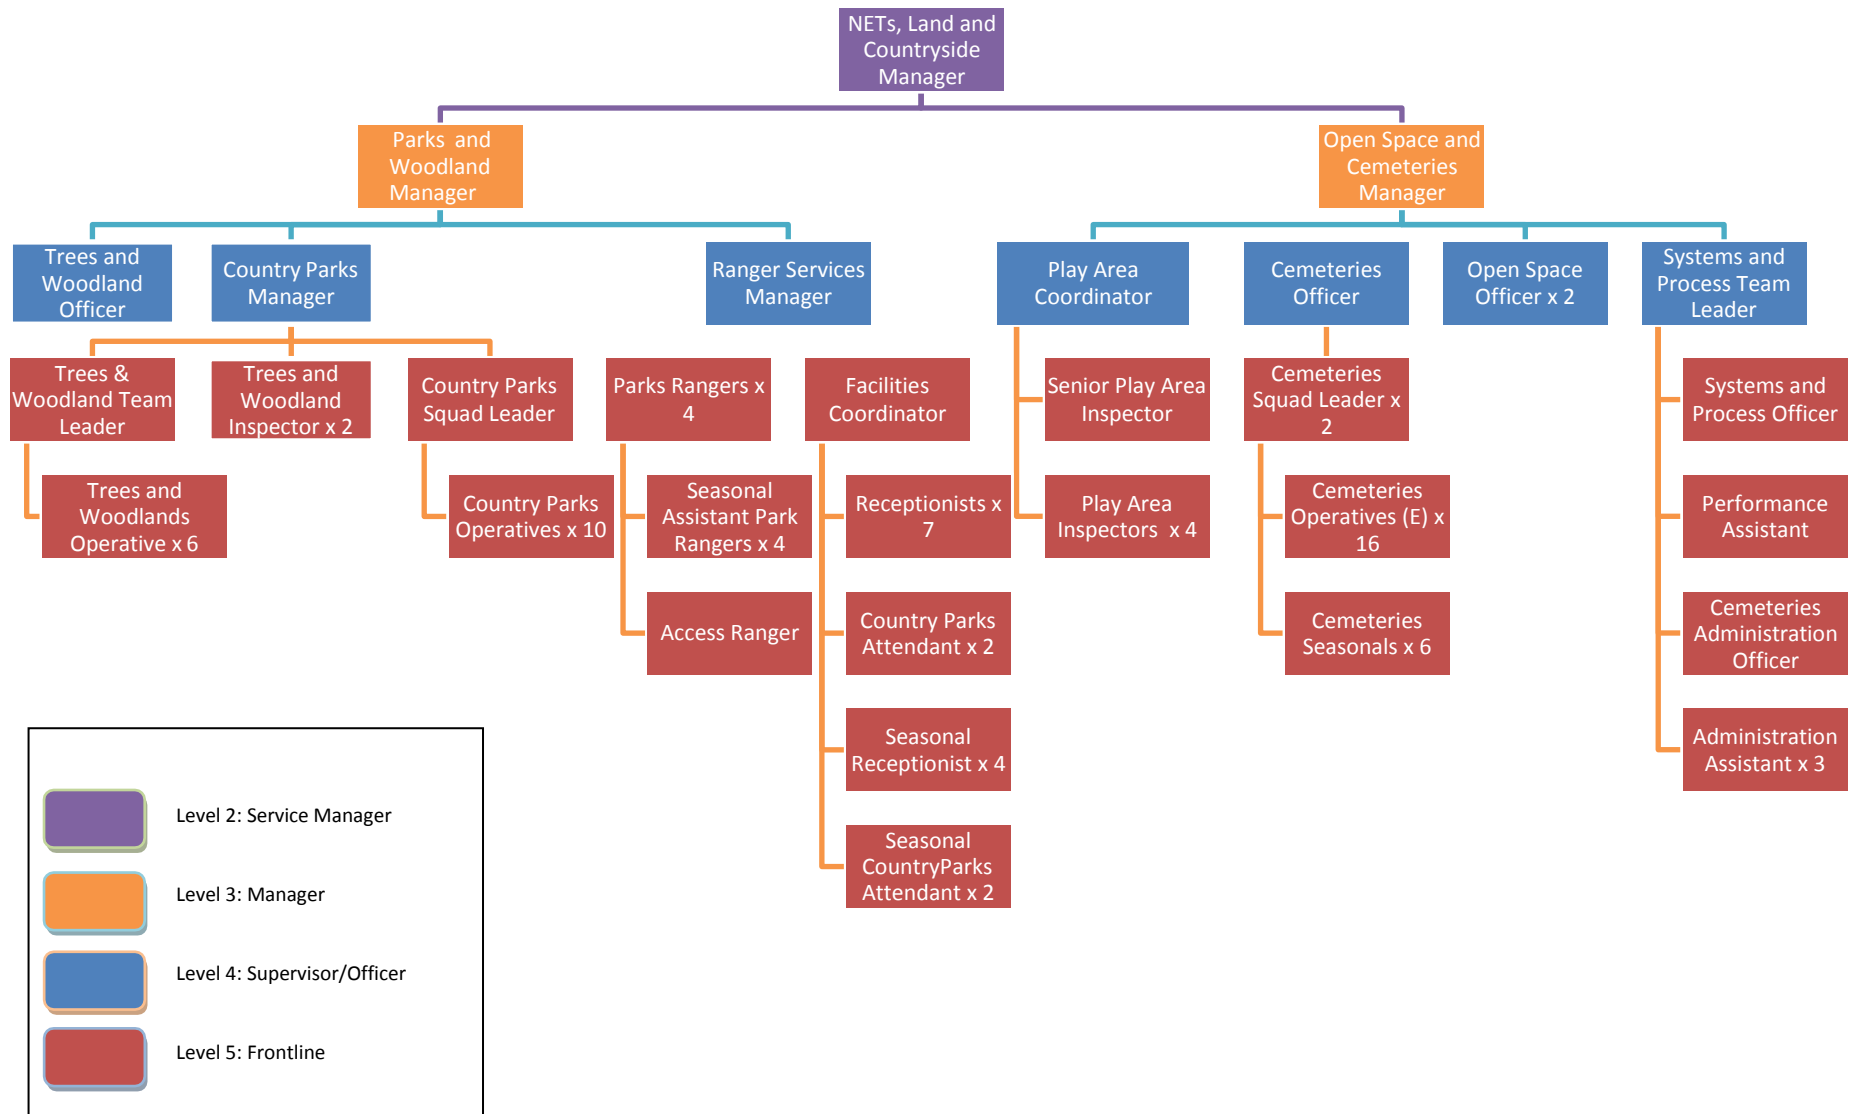 NETs, Land and
Countryside
Manager
Parks and
Woodland
Manager
Open Space and
Cemeteries
Manager
Trees and
Woodland
Officer
Country Parks
Manager
Ranger Services
Manager
Play Area
Coordinator
Cemeteries
Officer
Open Space
Officer x 2
Systems and
Process Team
Leader
Trees &
Woodland Team
Leader
Trees and
Woodland
Inspector x 2
Country Parks
Squad Leader
Parks Rangers x
4
Facilities
Coordinator
Senior Play Area
Inspector
Cemeteries
Squad Leader x
2
Systems and
Process Officer
Trees and
Woodlands
Operative x 6
Country Parks
Operatives x 10
Seasonal
Assistant Park
Rangers x 4
Receptionists x
7
Play Area
Inspectors x 4
Cemeteries
Operatives (E) x
16
Performance
Assistant
Access Ranger
Country Parks
Attendant x 2
Cemeteries
Seasonals x 6
Cemeteries
Administration
Officer
Seasonal
Receptionist x 4
Administration
Assistant x 3
Seasonal
CountryParks
Attendant x 2
Level 2: Service Manager
Level 3: Manager
Level 4: Supervisor/Officer
Level 5: Frontline